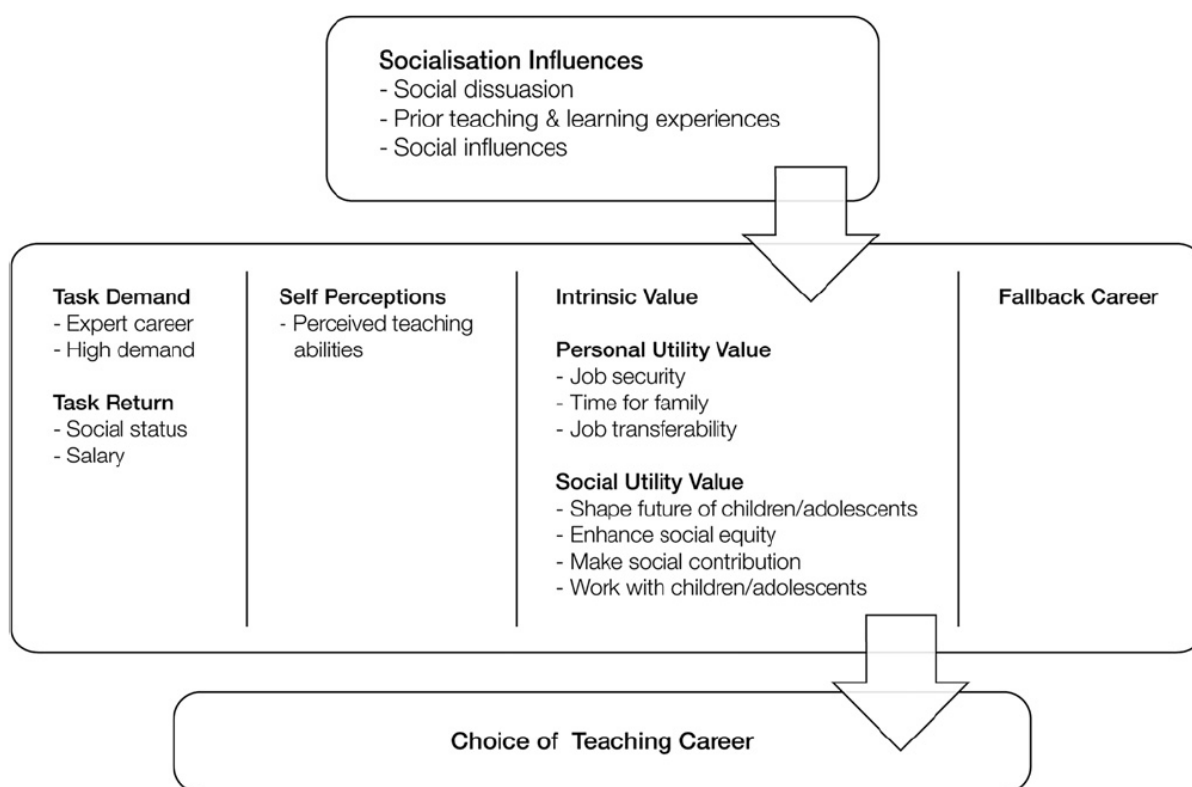 Socialisation Influences
- Social dissuasion
- Prior teaching & learning experiences
- Social influences
Task Demand
- Expert career
- High demand
Task Return
- Social status
- Salary
Self Perceptions
- Perceived teaching
abilities
Intrinsic Value
Personal Utility Value
- Job security
- Time for family
- Job transferability
Social Utility Value
- Shape future of children/adolescents
- Enhance social equity
- Make social contribution
- Work with children/adolescents
Fallback Career
Choice of Teaching Career